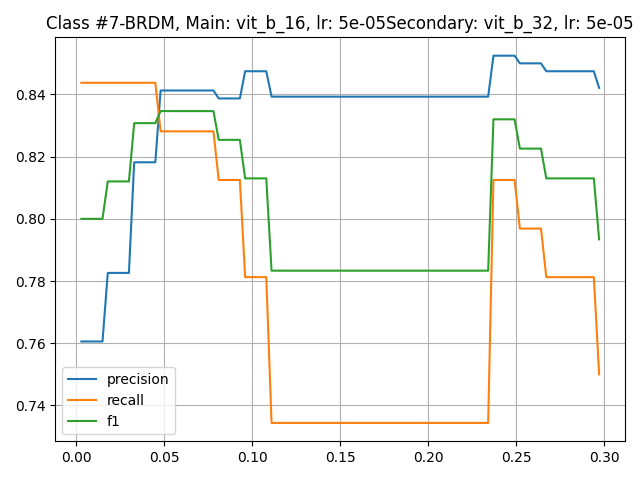 Class #7-BRDM, Main: vit_b_16, lr: 5e-05Secondary: vit_b_32, lr: 5e-05
0.84
0.82
0.80
0.78
0.76
0.74
precision
recall
f1
0.00 0.05 0.10 0.15 0.20 0.25 0.30